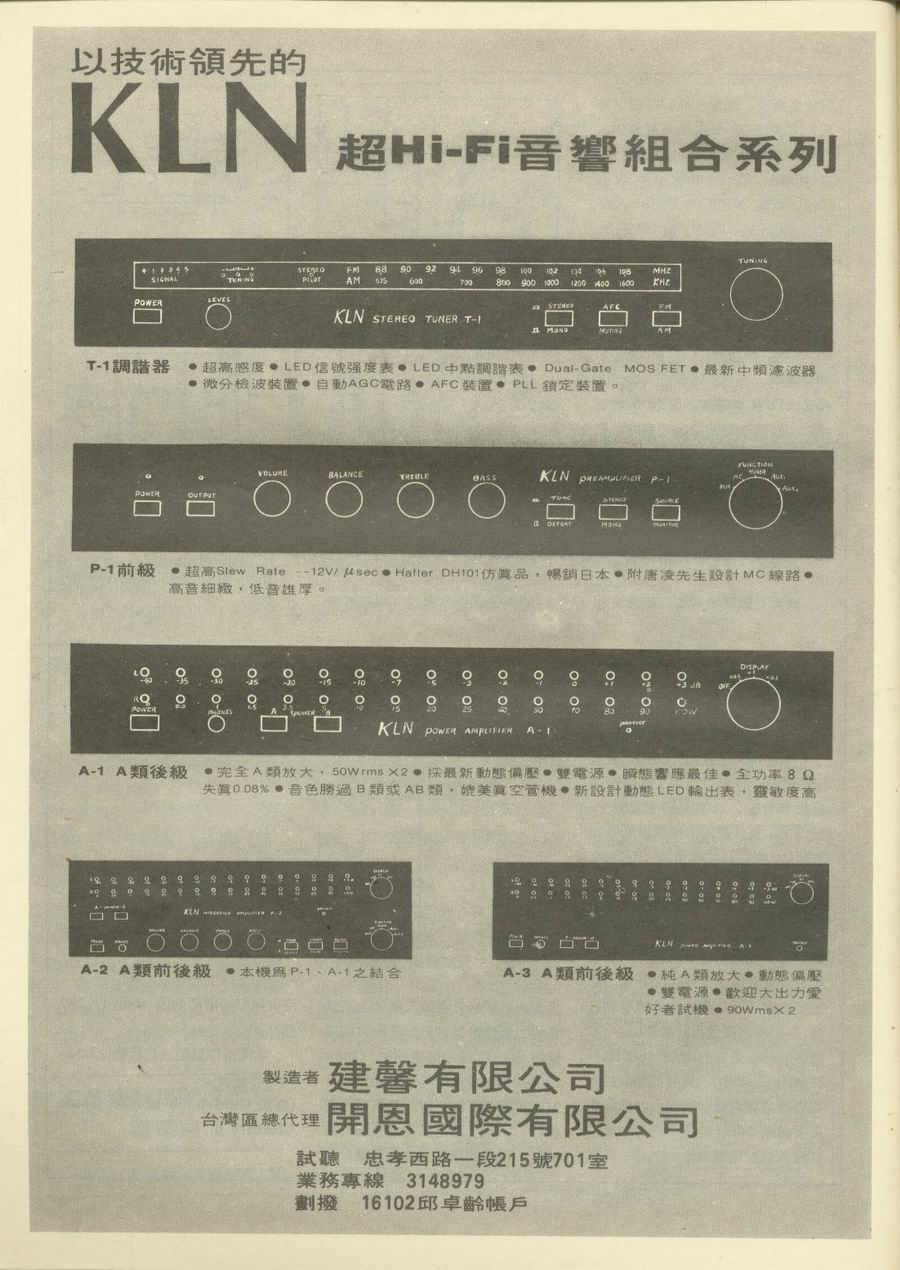 以技術領先的
KLN 超Hi-Fi音響組合系列
SIGNAL TUNING STEREO PILOT FM 88 90 92 94 96 98 100 102 104 106 108 MHZ
AM 535 600 700 800 900 1000 1200 1400 1600 KHZ
POWER LEVEL KLN STEREO TUNER T-1 STEREO MONO AFC MUTING FM AM TUNING
T-1調諧器 ●超高感度●LED信號强度表●LED中點調諧表●Dual-Gate MOS FET●最新中頻濾波器
●微分檢波裝置●自動AGC電路●AFC裝置●PLL鎖定裝置。
POWER OUTPUT VOLUME BALANCE TREBLE BASS KLN PREAMPLIFIER P-1 FUNCTION
TONE DEFEAT STEREO MONO SOURCE MONITOR MM MC TUNER AUX. AUX.
P-1前級 ●超高Slew Rate --12V/μsec●Hafler DH101仿眞品,暢銷日本●附唐凌先生設計MC線路●
高音細緻,低音雄厚。
L -40 -35 -30 -25 -20 -15 -10 -7 -5 -3 -2 -1 0 +1 +2 +3 dB DISPLAY
R 10 15 20 25 40 50 70 80 90 100W OFF
POWER PHONES A SPEAKER B KLN POWER AMPLIFIER A-1 PROTECT
A-1 A類後級 ●完全A類放大,50Wrms×2●採最新動態偏壓●雙電源●瞬態響應最佳●全功率8Ω
失眞0.08%●音色勝過B類或AB類,媲美眞空管機●新設計動態LED輸出表,靈敏度高
KLN INTEGRATED AMPLIFIER A-2
KLN POWER AMPLIFIER A-3
A-2 A類前後級 ●本機爲P-1、A-1之結合
A-3 A類前後級 ●純A類放大●動態偏壓
●雙電源●歡迎大出力愛
好者試機●90Wms×2
製造者 建馨有限公司
台灣區總代理 開恩國際有限公司
試聽 忠孝西路一段215號701室
業務專線 3148979
劃撥 16102邱卓齡帳戶